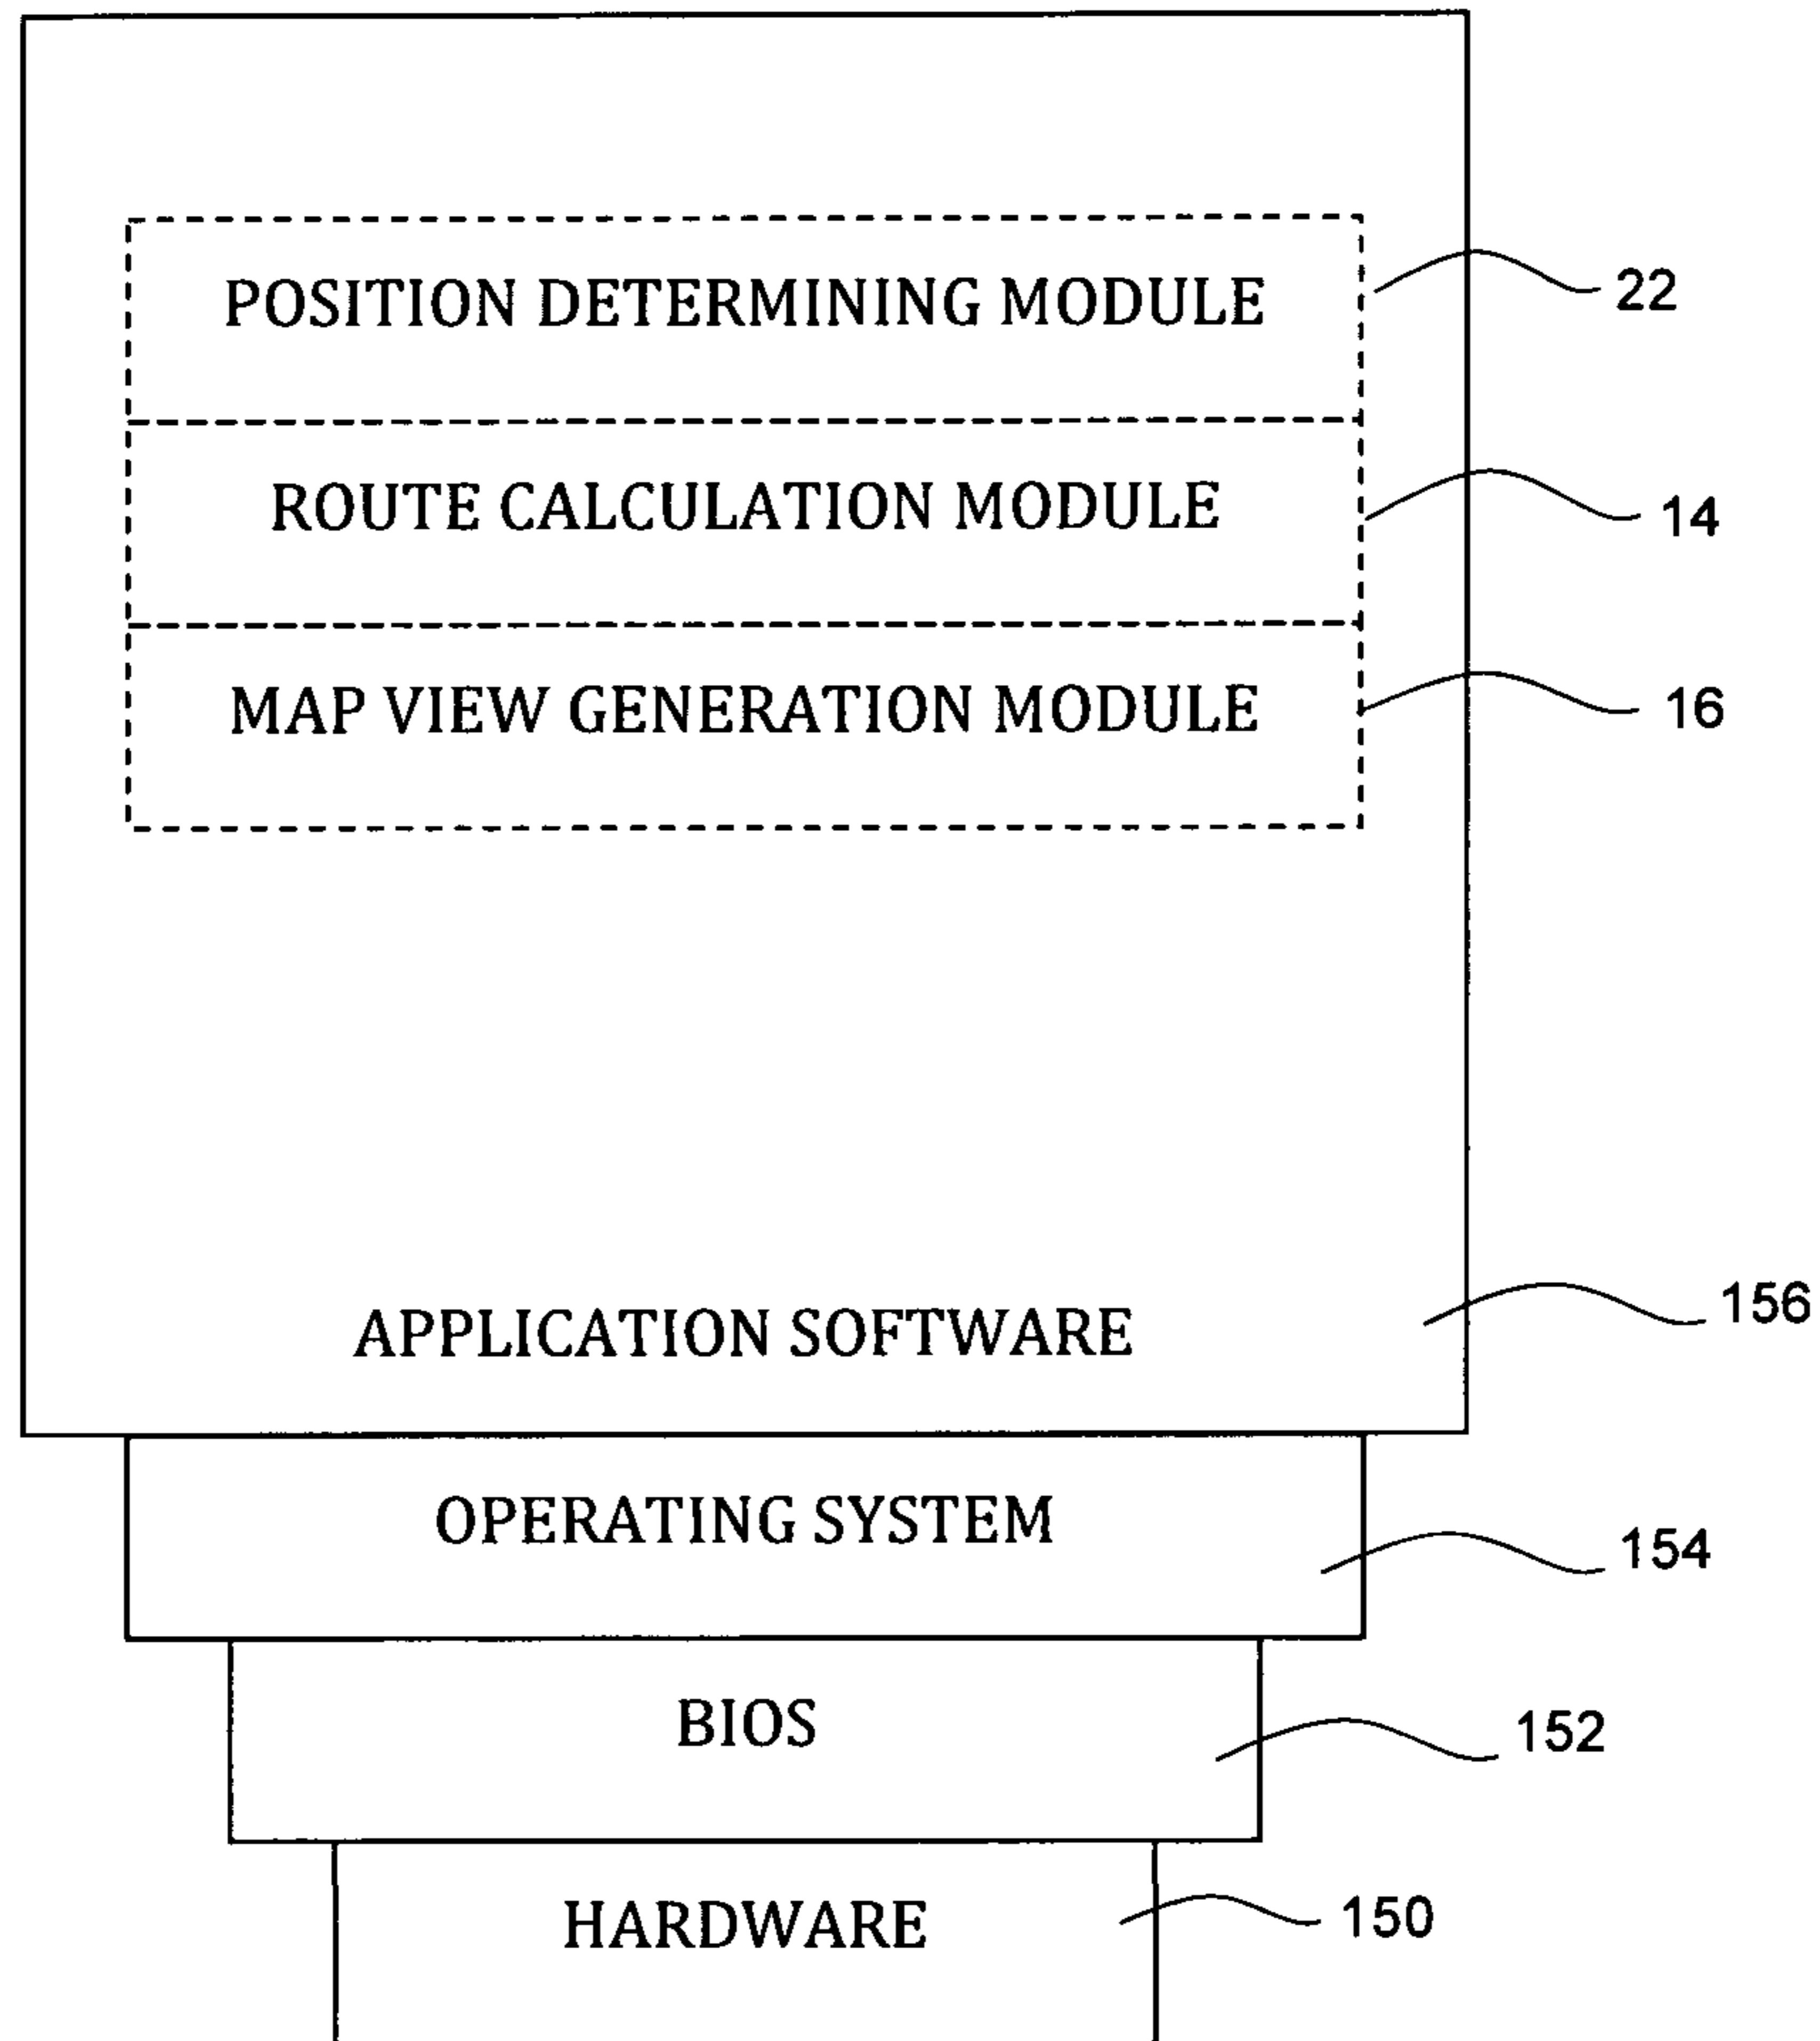 POSITION DETERMINING MODULE
22
ROUTE CALCULATION MODULE
14
MAP VIEW GENERATION MODULE
16
APPLICATION SOFTWARE
156
OPERATING SYSTEM
154
BIOS
152
HARDWARE
150